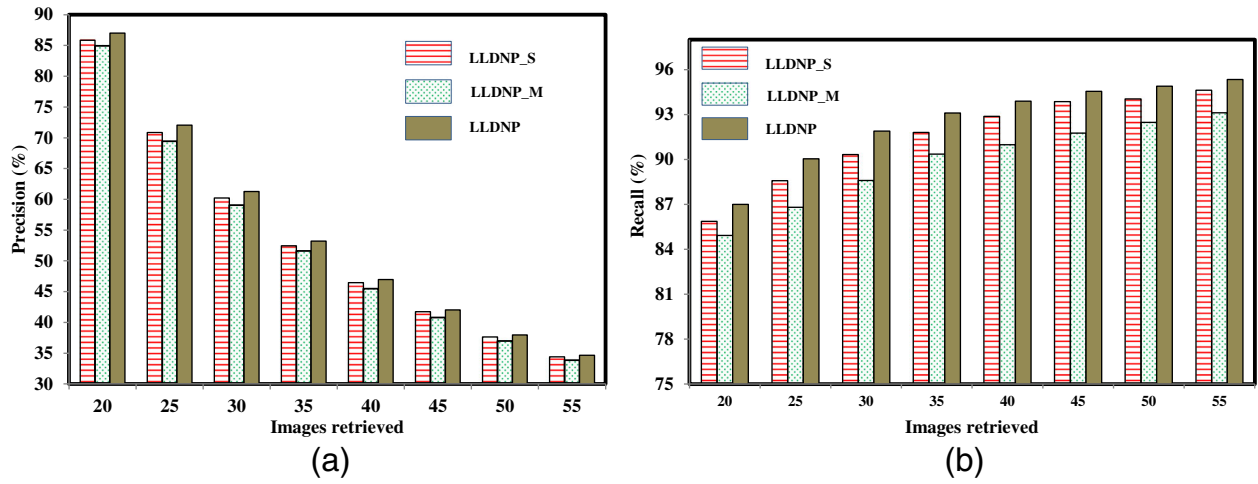 90
85
80
75
70
65
60
55
50
45
40
35
30
Precision (%)
LLDNP_S
LLDNP_M
LLDNP
20 25 30 35 40 45 50 55
Images retrieved
(a)
96
93
90
87
84
81
78
75
Recall (%)
LLDNP_S
LLDNP_M
LLDNP
20 25 30 35 40 45 50 55
Images retrieved
(b)